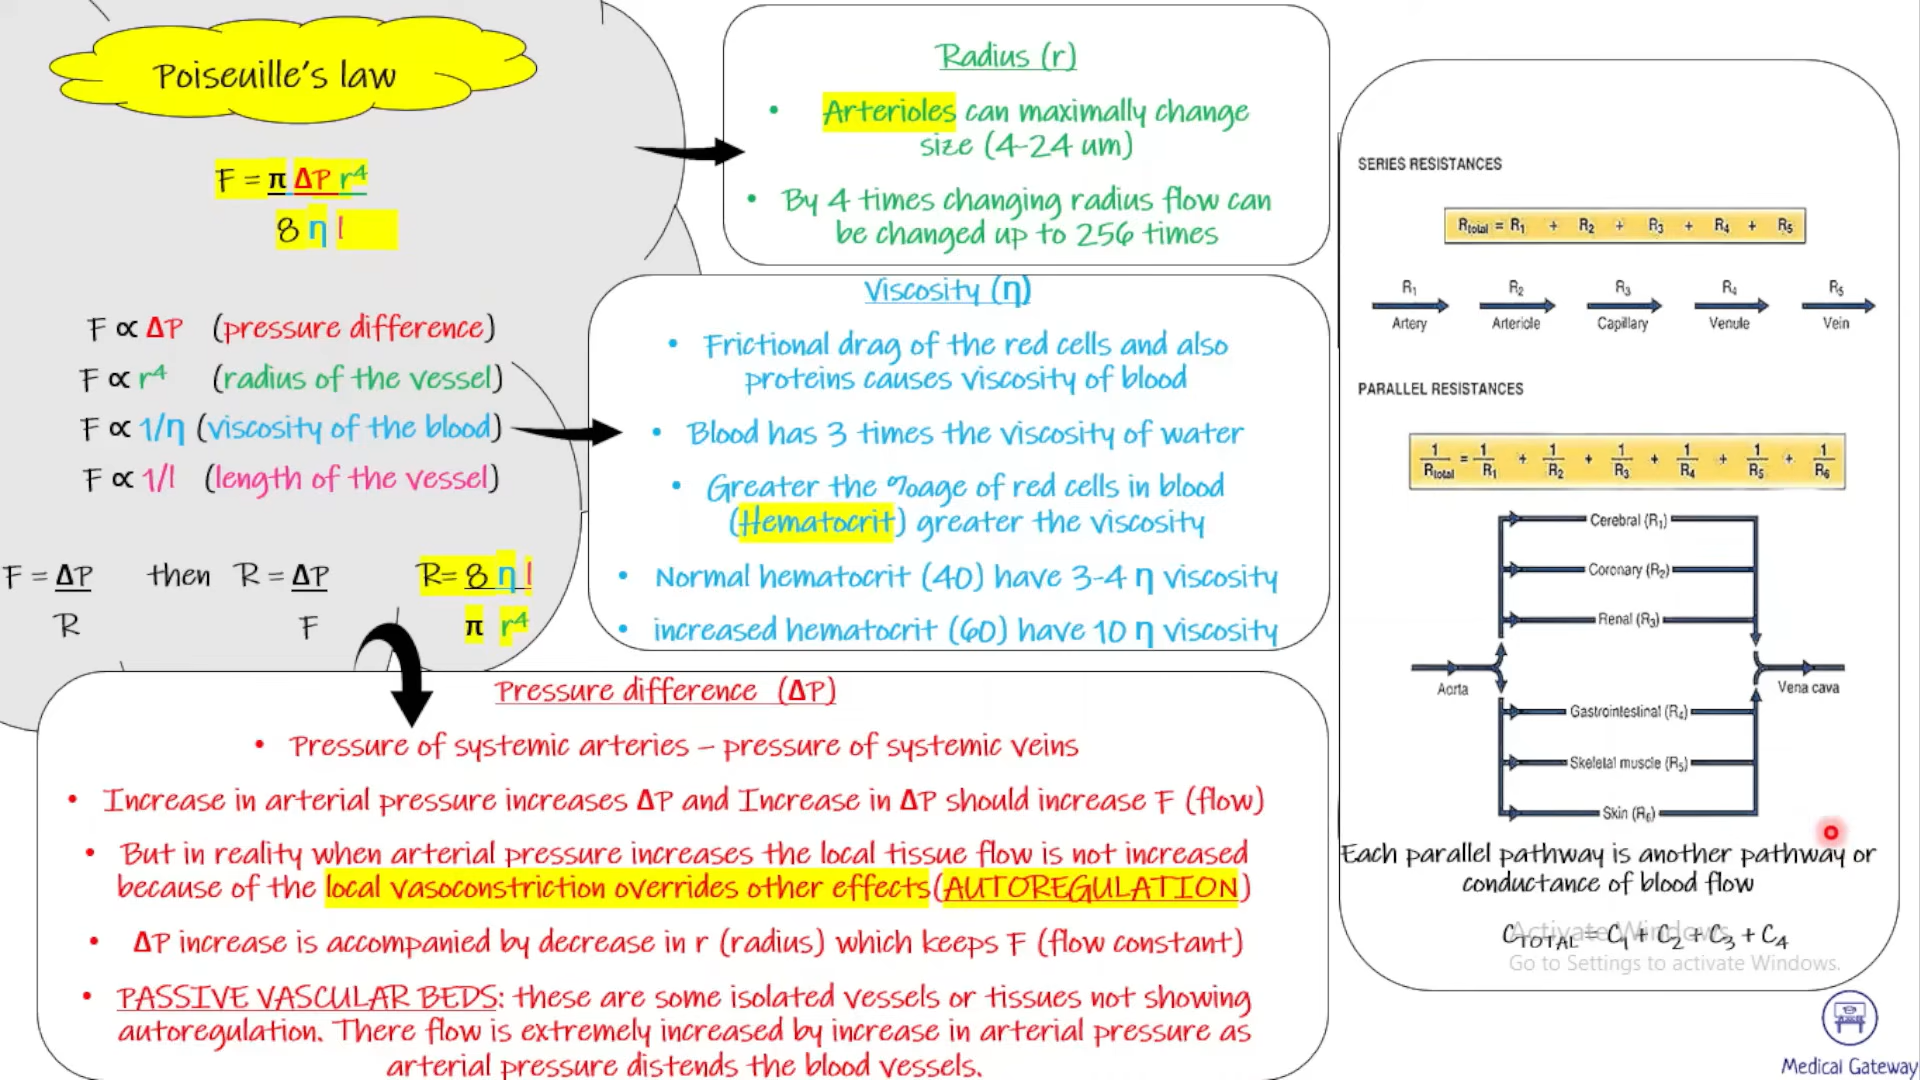 Poiseuille's law
F = π ΔP r⁴
8 η l
F ∝ ΔP (pressure difference)
F ∝ r⁴ (radius of the vessel)
F ∝ 1/η (viscosity of the blood)
F ∝ 1/l (length of the vessel)
F = ΔP then R = ΔP R= 8 η l
R F π r⁴
Radius (r)
• Arterioles can maximally change
size (4-24 um)
• By 4 times changing radius flow can
be changed up to 256 times
Viscosity (η)
• Frictional drag of the red cells and also
proteins causes viscosity of blood
• Blood has 3 times the viscosity of water
• Greater the %age of red cells in blood
(Hematocrit) greater the viscosity
• Normal hematocrit (40) have 3-4 η viscosity
• increased hematocrit (60) have 10 η viscosity
Pressure difference (ΔP)
• Pressure of systemic arteries – pressure of systemic veins
• Increase in arterial pressure increases ΔP and Increase in ΔP should increase F (flow)
• But in reality when arterial pressure increases the local tissue flow is not increased
because of the local vasoconstriction overrides other effects (AUTOREGULATION)
• ΔP increase is accompanied by decrease in r (radius) which keeps F (flow constant)
• PASSIVE VASCULAR BEDS: these are some isolated vessels or tissues not showing
autoregulation. There flow is extremely increased by increase in arterial pressure as
arterial pressure distends the blood vessels.
SERIES RESISTANCES
Rtotal = R1 + R2 + R3 + R4 + R5
R1 R2 R3 R4 R5
Artery Arteriole Capillary Venule Vein
PARALLEL RESISTANCES
1/Rtotal = 1/R1 + 1/R2 + 1/R3 + 1/R4 + 1/R5 + 1/R6
Cerebral (R1)
Coronary (R2)
Renal (R3)
Aorta Vena cava
Gastrointestinal (R4)
Skeletal muscle (R5)
Skin (R6)
Each parallel pathway is another pathway or
conductance of blood flow
CTOTAL = C1 + C2 + C3 + C4
Activate Windows
Go to Settings to activate Windows.
Medical Gateway